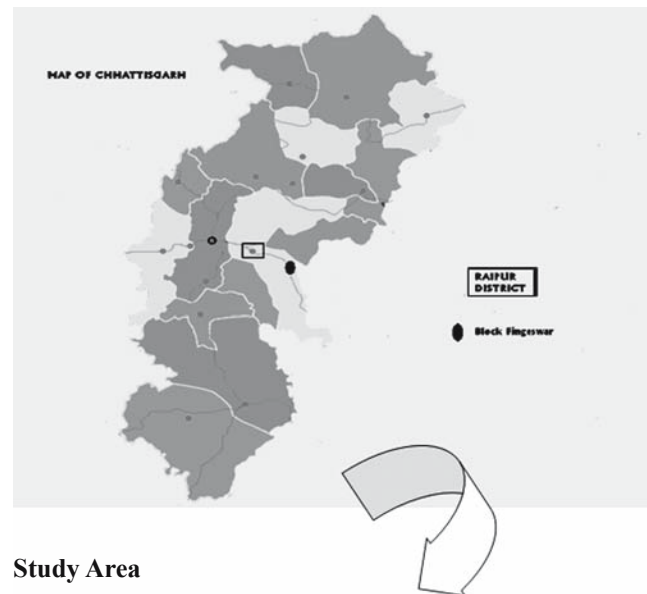 MAP OF CHHATTISGARH
RAIPUR
DISTRICT
Block Fingeswar
Study Area